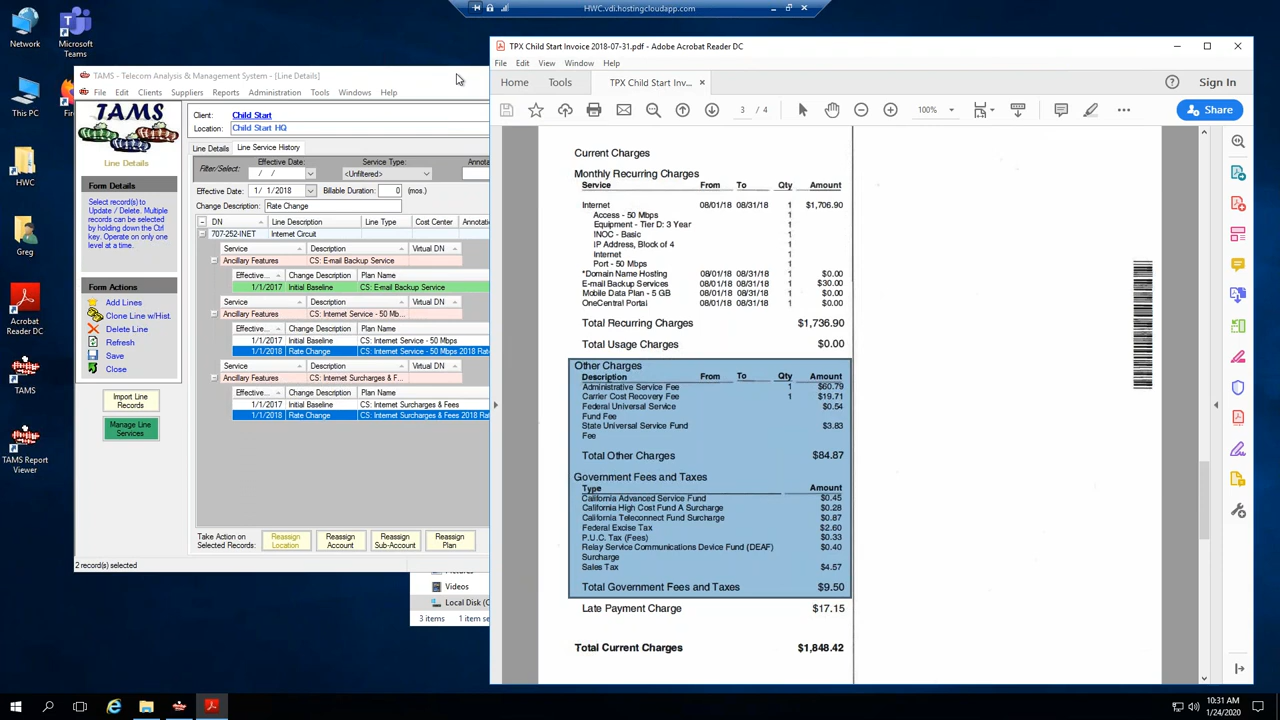 HWC.vdi.hostingcloudapp.com
Network
Microsoft
Teams
This PC
Fi
HWC
Greg
Acrobat
Reader DC
TAMS
TAMS Report
Viewer
TAMS - Telecom Analysis & Management System - [Line Details]
File Edit Clients Suppliers Reports Administration Tools Windows Help
TAMS
Line Details
Form Details
Select record(s) to
Update / Delete. Multiple
records can be selected
by holding down the Ctrl
key. Operate on only one
level at a time.
Form Actions
Add Lines
Clone Line w/Hist.
Delete Line
Refresh
Save
Close
Import Line
Records
Manage Line
Services
Client: Child Start
Location: Child Start HQ
Line Details Line Service History
Filter/Select: Effective Date: Service Type: Annota
/ / <Unfiltered>
Effective Date: 1/ 1/2018 Billable Duration: 0 (mos.)
Change Description: Rate Change
DN Line Description Line Type Cost Center Annotatio
707-252-INET Internet Circuit
Service Description Virtual DN
Ancillary Features CS: E-mail Backup Service
Effective... Change Description Plan Name
1/1/2017 Initial Baseline CS: E-mail Backup Service
Service Description Virtual DN
Ancillary Features CS: Internet Service - 50 Mb...
Effective... Change Description Plan Name
1/1/2017 Initial Baseline CS: Internet Service - 50 Mbps
1/1/2018 Rate Change CS: Internet Service - 50 Mbps 2018 Rate
Service Description Virtual DN
Ancillary Features CS: Internet Surcharges & F...
Effective... Change Description Plan Name
1/1/2017 Initial Baseline CS: Internet Surcharges & Fees
1/1/2018 Rate Change CS: Internet Surcharges & Fees 2018 Rat
Take Action on
Selected Records:
Reassign
Location
Reassign
Account
Reassign
Sub-Account
Reassign
Plan
2 record(s) selected
Videos
Local Disk (C
3 items 1 item se
TPX Child Start Invoice 2018-07-31.pdf - Adobe Acrobat Reader DC
File Edit View Window Help
Home Tools TPX Child Start Inv... Sign In
3 / 4 100% Share
Current Charges
Monthly Recurring Charges
Service From To Qty Amount
Internet 08/01/18 08/31/18 1 $1,706.90
Access - 50 Mbps 1
Equipment - Tier D: 3 Year 1
INOC - Basic 1
IP Address, Block of 4 1
Internet 1
Port - 50 Mbps 1
*Domain Name Hosting 08/01/18 08/31/18 1 $0.00
E-mail Backup Services 08/01/18 08/31/18 1 $30.00
Mobile Data Plan - 5 GB 08/01/18 08/31/18 1 $0.00
OneCentral Portal 08/01/18 08/31/18 1 $0.00
Total Recurring Charges $1,736.90
Total Usage Charges $0.00
Other Charges
Description From To Qty Amount
Administrative Service Fee 1 $60.79
Carrier Cost Recovery Fee 1 $19.71
Federal Universal Service $0.54
Fund Fee
State Universal Service Fund $3.83
Fee
Total Other Charges $84.87
Government Fees and Taxes
Type Amount
California Advanced Service Fund $0.45
California High Cost Fund A Surcharge $0.28
California Teleconnect Fund Surcharge $0.87
Federal Excise Tax $2.60
P.U.C. Tax (Fees) $0.33
Relay Service Communications Device Fund (DEAF) $0.40
Surcharge
Sales Tax $4.57
Total Government Fees and Taxes $9.50
Late Payment Charge $17.15
Total Current Charges $1,848.42
10:31 AM
1/24/2020